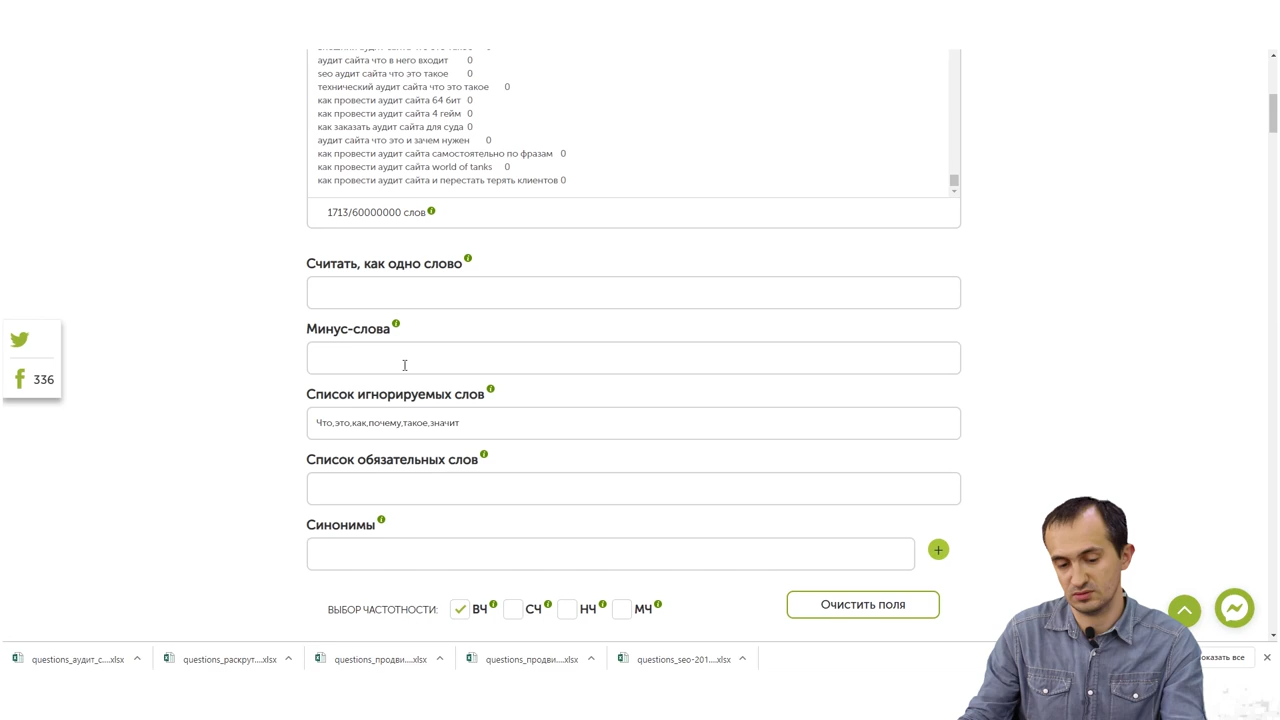 аудит сайта что в него входит 0
seo аудит сайта что это такое 0
технический аудит сайта что это такое 0
как провести аудит сайта 64 бит 0
как провести аудит сайта 4 гейм 0
как заказать аудит сайта для суда 0
аудит сайта что это и зачем нужен 0
как провести аудит сайта самостоятельно по фразам 0
как провести аудит сайта world of tanks 0
как провести аудит сайта и перестать терять клиентов 0
1713/60000000 слов
Считать, как одно слово
Минус-слова
336
Список игнорируемых слов
Что,это,как,почему,такое,значит
Список обязательных слов
Синонимы
+
ВЫБОР ЧАСТОТНОСТИ: ВЧ СЧ НЧ МЧ
Очистить поля
questions_аудит_с....xlsx
questions_раскрут....xlsx
questions_продви....xlsx
questions_продви....xlsx
questions_seo-201....xlsx
оказать все